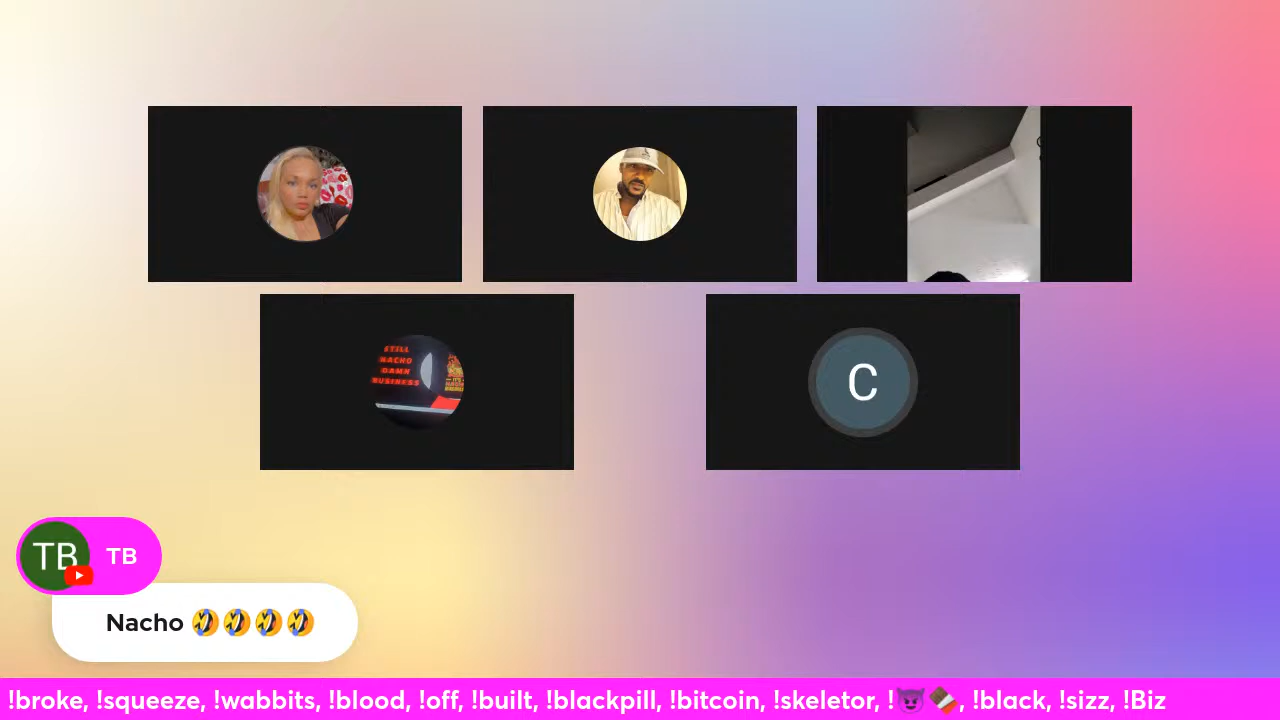 STILL
NACHO
DAMN
BUSINESS
C
TB
TB
Nacho 🤣🤣🤣🤣
!broke, !squeeze, !wabbits, !blood, !off, !built, !blackpill, !bitcoin, !skeletor, !😈🍫, !black, !sizz, !Biz